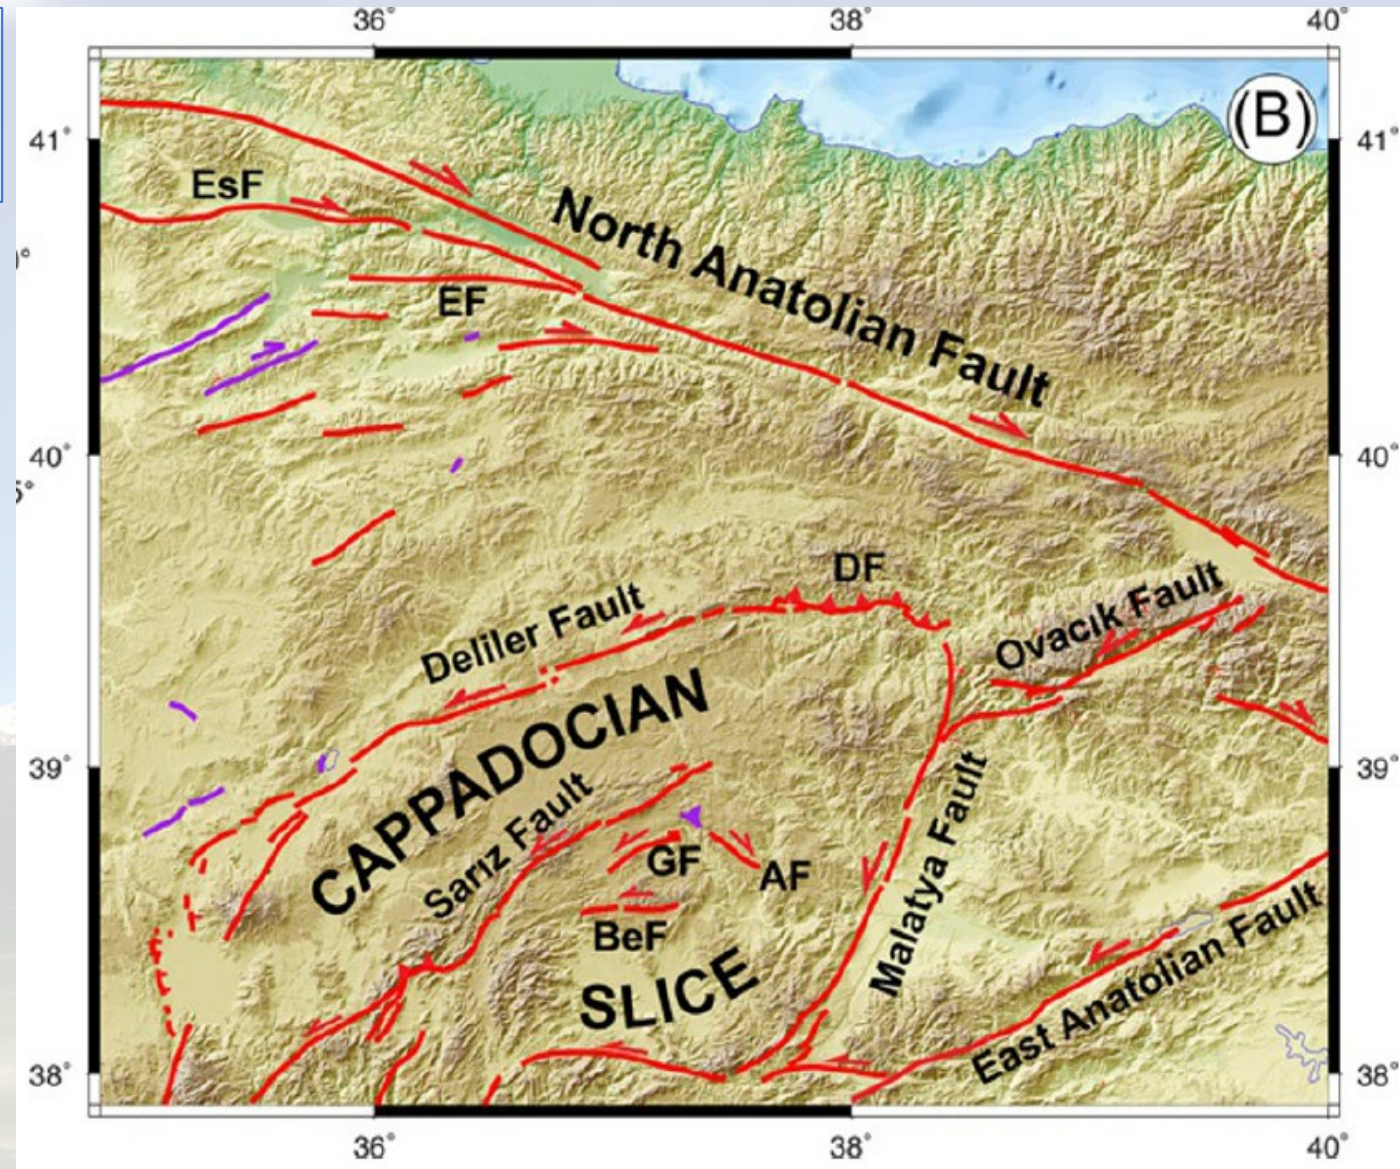 36°
38°
40°
(B)
41°
41°
EsF
North Anatolian Fault
EF
40°
40°
DF
Deliler Fault
Ovacık Fault
CAPPADOCIAN
39°
39°
Sarız Fault
Malatya Fault
GF
AF
BeF
SLICE
East Anatolian Fault
38°
38°
36°
38°
40°